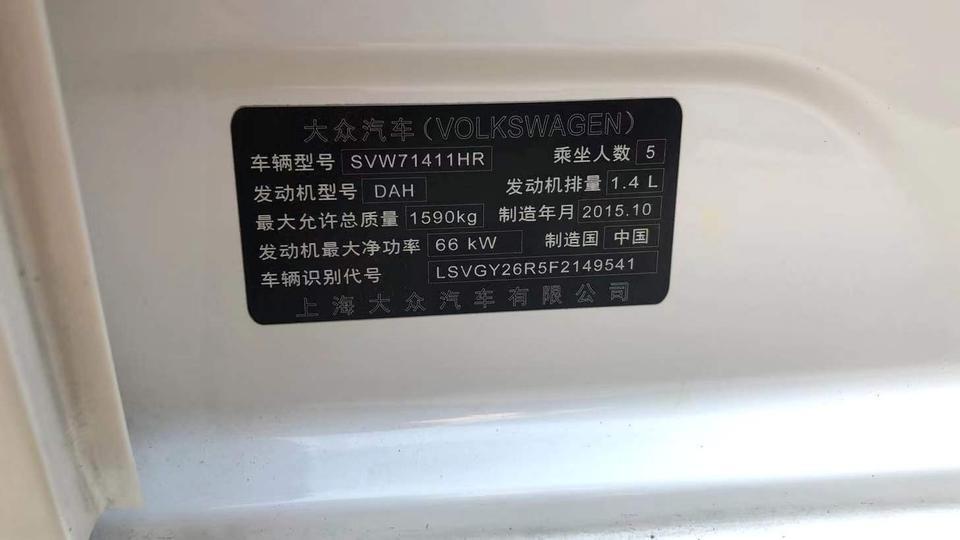 大众汽车(VOLKSWAGEN)
车辆型号 SVW71411HR 乘坐人数 5
发动机型号 DAH 发动机排量 1.4 L
最大允许总质量 1590kg 制造年月 2015.10
发动机最大净功率 66 kW 制造国 中国
车辆识别代号 LSVGY26R5F2149541
上海大众汽车有限公司